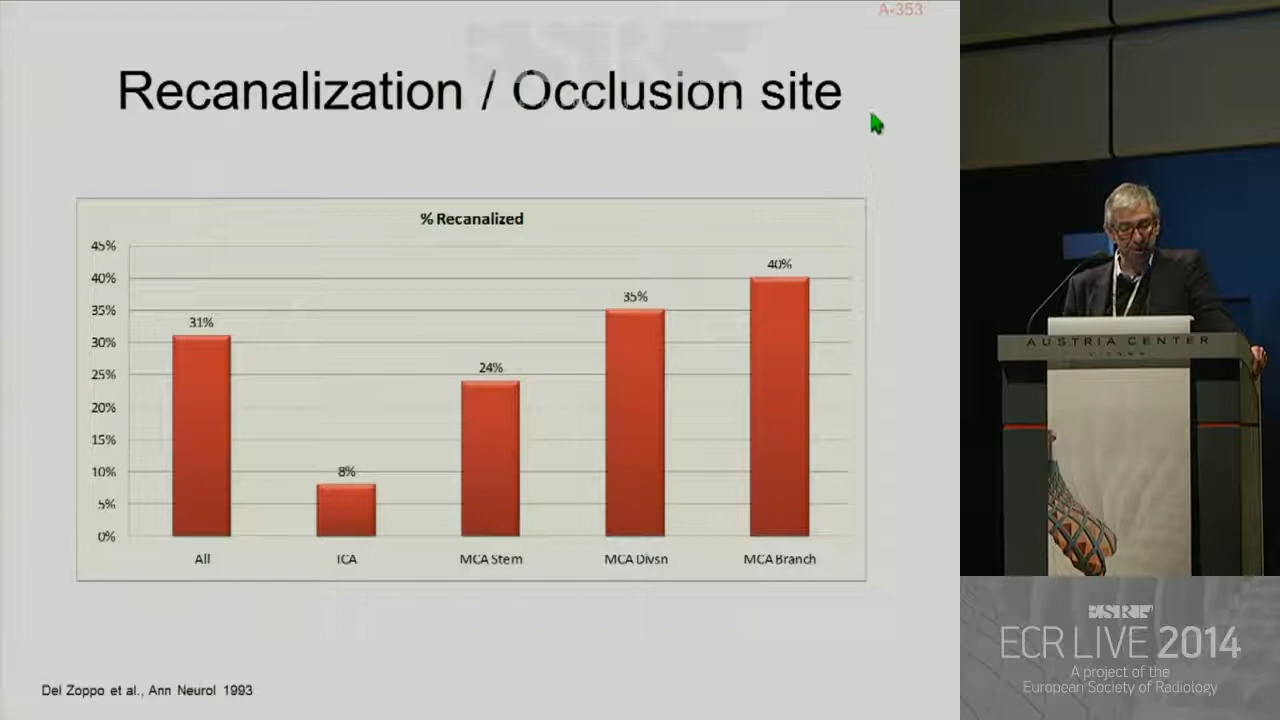 A-353
Recanalization / Occlusion site
% Recanalized
45%
40%
35%
30%
25%
20%
15%
10%
5%
0%
31%
8%
24%
35%
40%
All
ICA
MCA Stem
MCA Divsn
MCA Branch
Del Zoppo et al., Ann Neurol 1993
AUSTRIA CENTER
VIENNA
ESR
ECR LIVE 2014
A project of the
European Society of Radiology